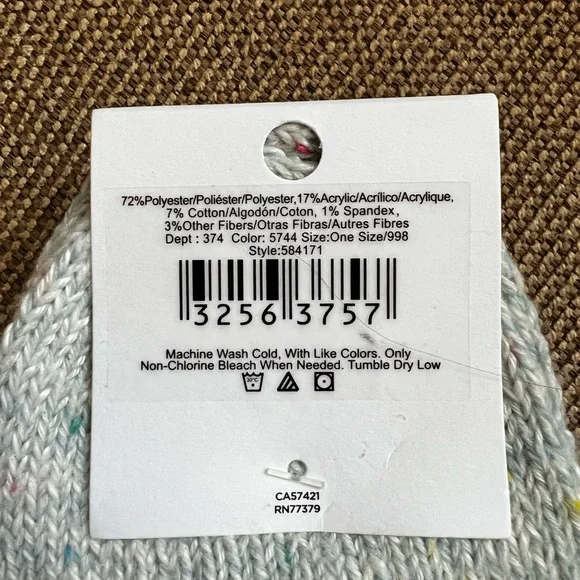 72%Polyester/Poliéster/Polyester,17%Acrylic/Acrílico/Acrylique,
7% Cotton/Algodón/Coton, 1% Spandex,
3%Other Fibers/Otras Fibras/Autres Fibres
Dept : 374 Color: 5744 Size:One Size/998
Style:584171
3256 3757
Machine Wash Cold, With Like Colors. Only
Non-Chlorine Bleach When Needed. Tumble Dry Low
30°C
CA57421
RN77379